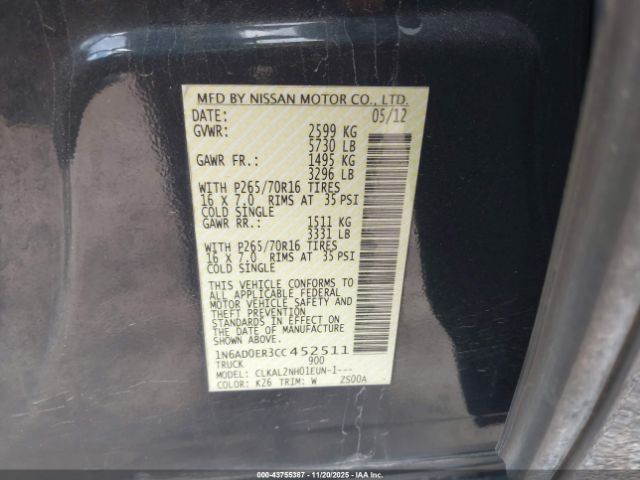 MFD BY NISSAN MOTOR CO., LTD.
DATE: 05/12
GVWR: 2599 KG
5730 LB
GAWR FR.: 1495 KG
3296 LB
WITH P265/70R16 TIRES
16 X 7.0 RIMS AT 35 PSI
COLD SINGLE
GAWR RR.: 1511 KG
3331 LB
WITH P265/70R16 TIRES
16 X 7.0 RIMS AT 35 PSI
COLD SINGLE
THIS VEHICLE CONFORMS TO
ALL APPLICABLE FEDERAL
MOTOR VEHICLE SAFETY AND
THEFT PREVENTION
STANDARDS IN EFFECT ON
THE DATE OF MANUFACTURE
SHOWN ABOVE.
1N6AD0ER3CC452511
TRUCK 900
MODEL: CLKAL2NH01EUN-I---
COLOR: K26 TRIM: W 2S00A
000-43755387 - 11/20/2025 - IAA Inc. (IAA)